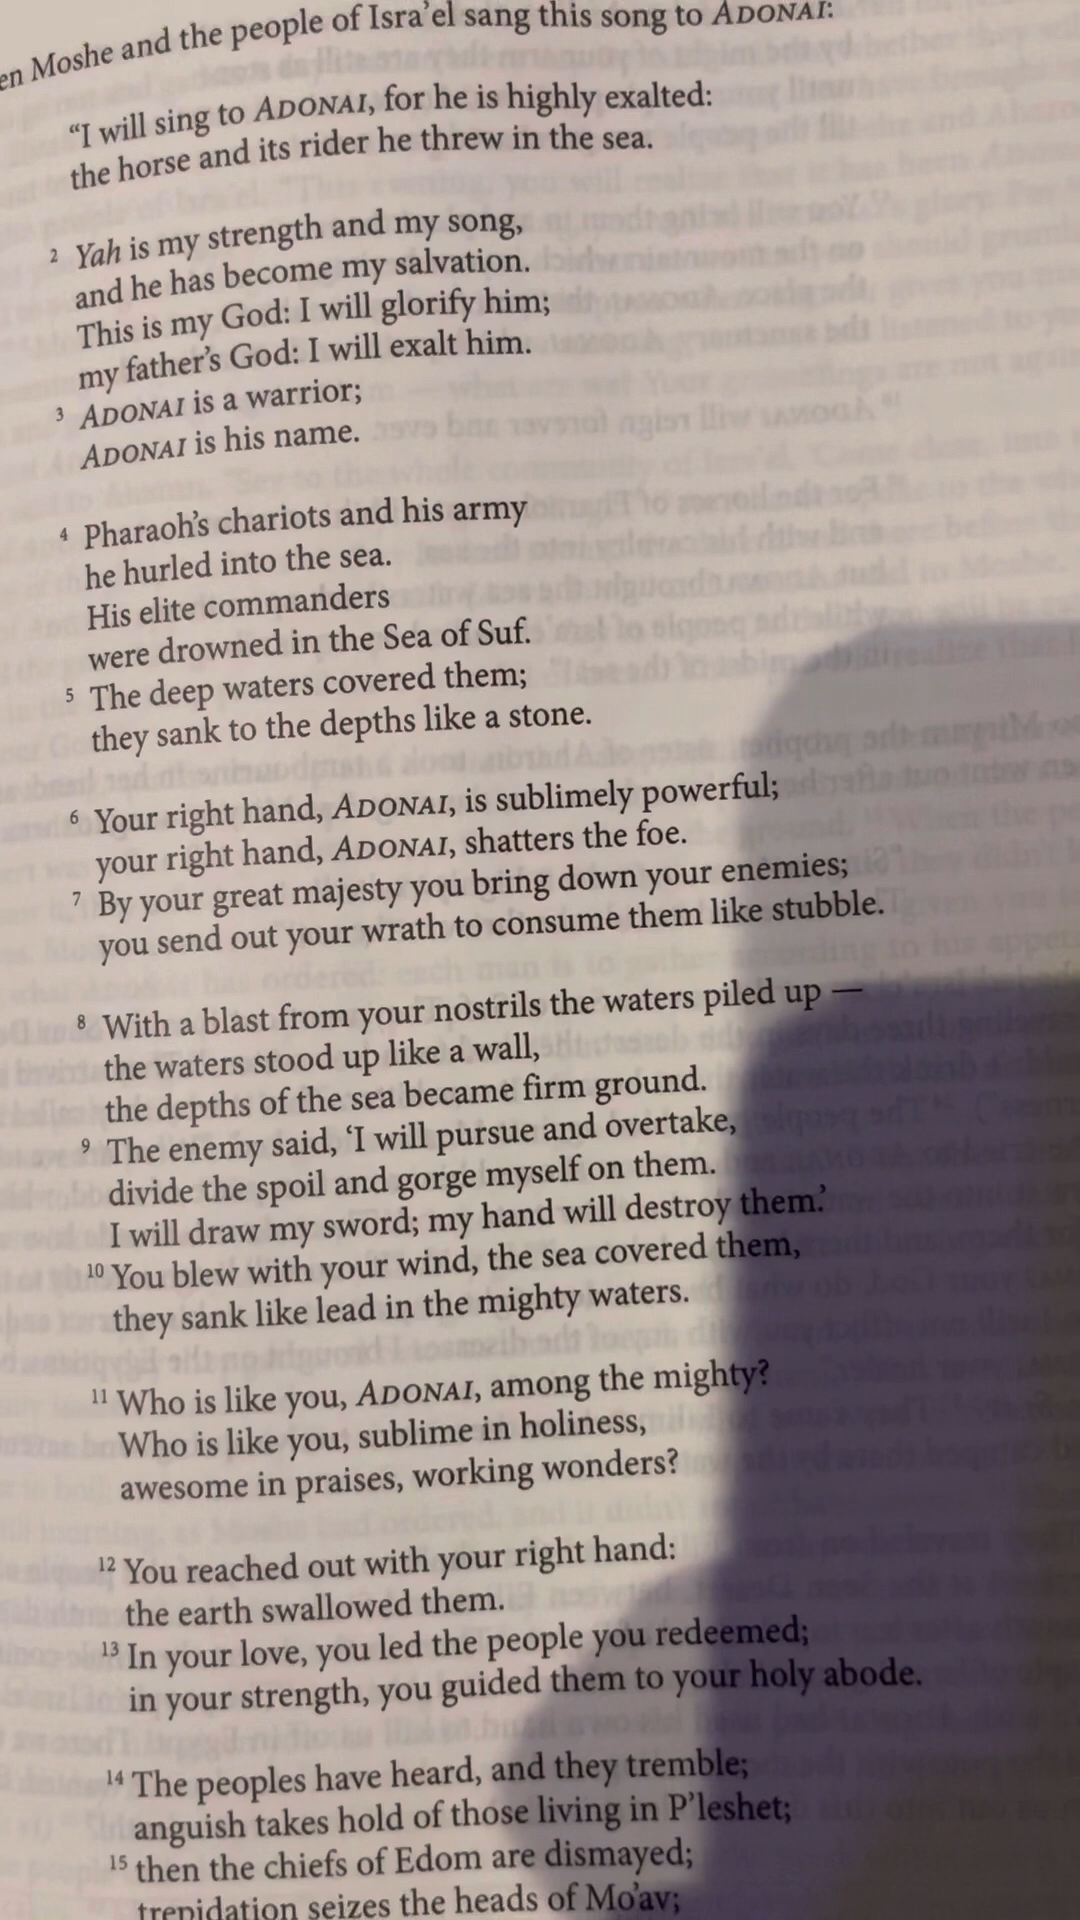 en Moshe and the people of Isra'el sang this song to ADONAI:
“I will sing to ADONAI, for he is highly exalted:
the horse and its rider he threw in the sea.
2 Yah is my strength and my song,
and he has become my salvation.
This is my God: I will glorify him;
my father’s God: I will exalt him.
3 ADONAI is a warrior;
ADONAI is his name.
4 Pharaoh’s chariots and his army
he hurled into the sea.
His elite commanders
were drowned in the Sea of Suf.
5 The deep waters covered them;
they sank to the depths like a stone.
6 Your right hand, ADONAI, is sublimely powerful;
your right hand, ADONAI, shatters the foe.
7 By your great majesty you bring down your enemies;
you send out your wrath to consume them like stubble.
8 With a blast from your nostrils the waters piled up —
the waters stood up like a wall,
the depths of the sea became firm ground.
9 The enemy said, ‘I will pursue and overtake,
divide the spoil and gorge myself on them.
I will draw my sword; my hand will destroy them.’
10 You blew with your wind, the sea covered them,
they sank like lead in the mighty waters.
11 Who is like you, ADONAI, among the mighty?
Who is like you, sublime in holiness,
awesome in praises, working wonders?
12 You reached out with your right hand:
the earth swallowed them.
13 In your love, you led the people you redeemed;
in your strength, you guided them to your holy abode.
14 The peoples have heard, and they tremble;
anguish takes hold of those living in P’leshet;
15 then the chiefs of Edom are dismayed;
trepidation seizes the heads of Mo’av;